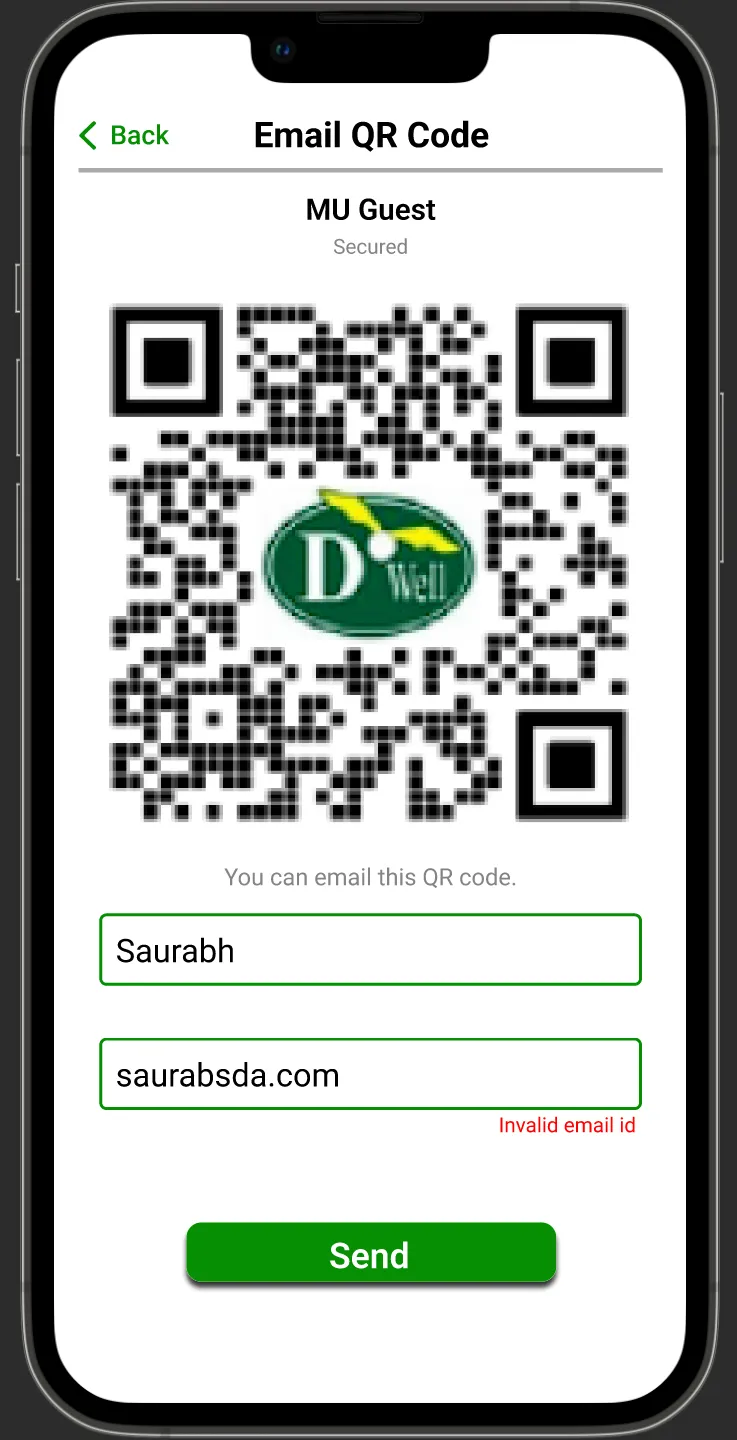 Back
Email QR Code
MU Guest
Secured
D Well
You can email this QR code.
Saurabh
saurabsda.com
Invalid email id
Send